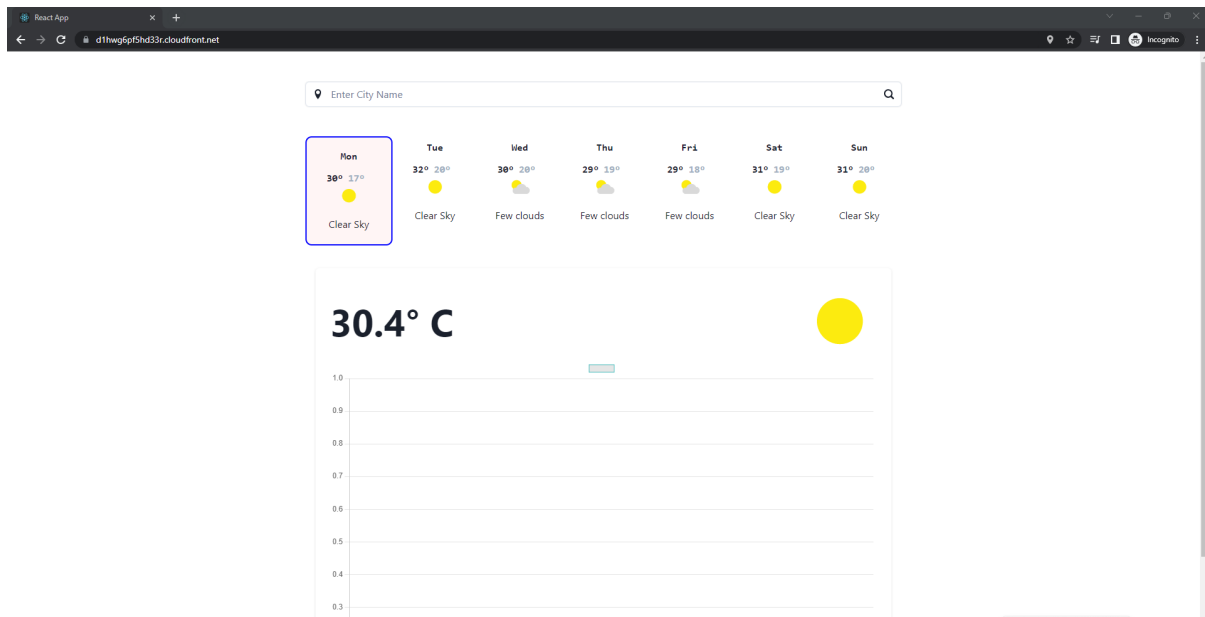 React App
d1hwg6pf5hd33r.cloudfront.net
Incognito
Enter City Name
Mon Tue Wed Thu Fri Sat Sun
30° 17° 32° 20° 30° 20° 29° 19° 29° 18° 31° 19° 31° 20°
Clear Sky Clear Sky Few clouds Few clouds Few clouds Clear Sky Clear Sky
30.4° C
1.0
0.9
0.8
0.7
0.6
0.5
0.4
0.3